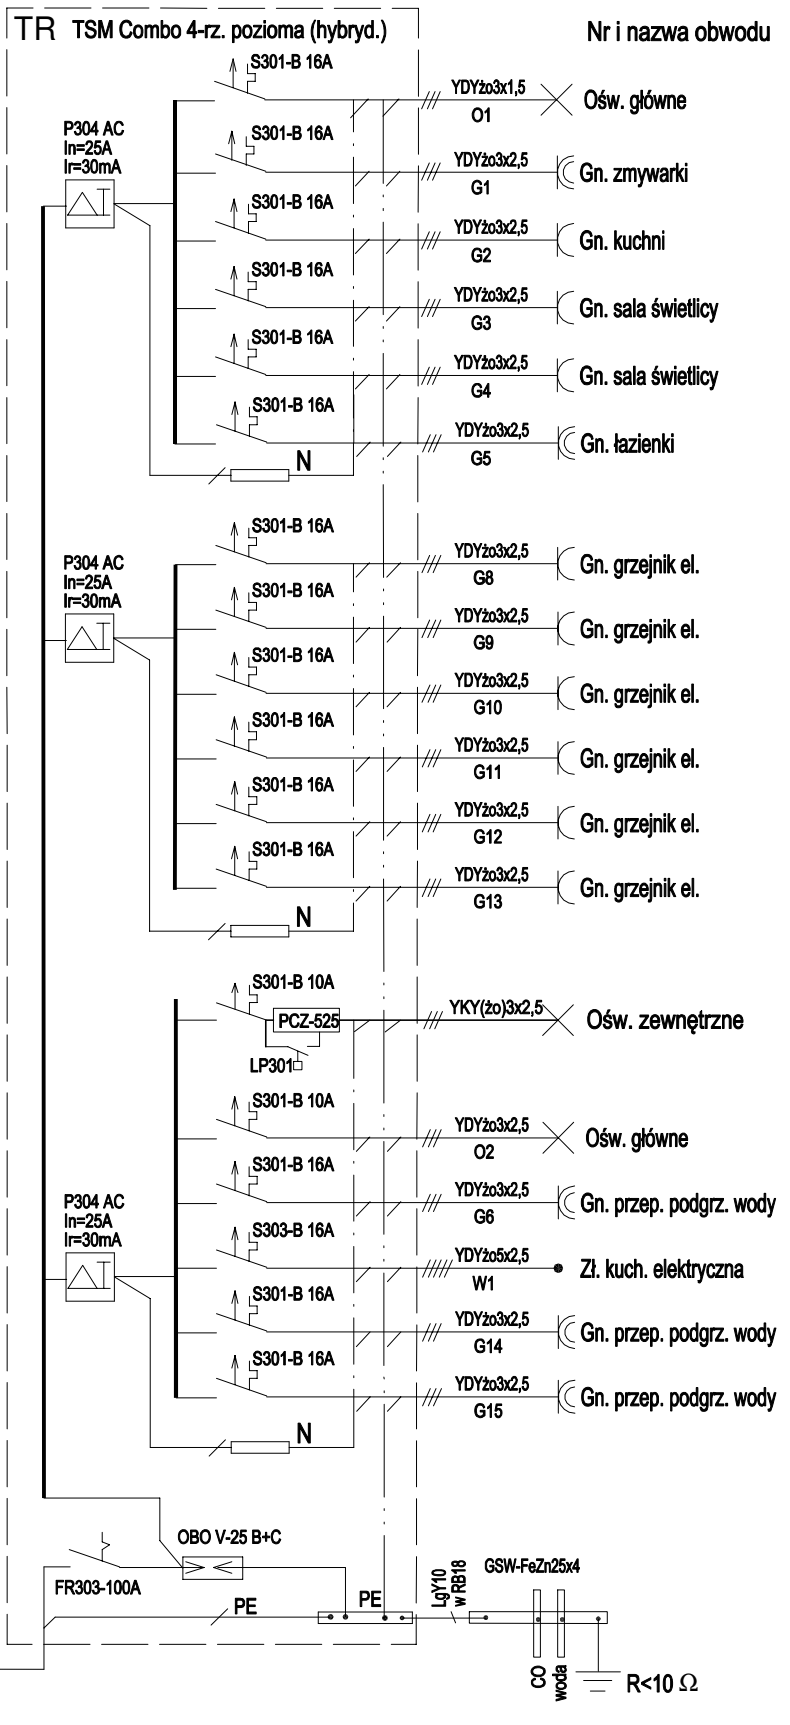 TR TSM Combo 4-rz. pozioma (hybryd.)
Nr i nazwa obwodu
P304 AC
In=25A
Ir=30mA
S301-B 16A
YDYżo3x1,5
O1
Ośw. główne
S301-B 16A
YDYżo3x2,5
G1
Gn. zmywarki
S301-B 16A
YDYżo3x2,5
G2
Gn. kuchni
S301-B 16A
YDYżo3x2,5
G3
Gn. sala świetlicy
S301-B 16A
YDYżo3x2,5
G4
Gn. sala świetlicy
S301-B 16A
YDYżo3x2,5
G5
Gn. łazienki
N
P304 AC
In=25A
Ir=30mA
S301-B 16A
YDYżo3x2,5
G8
Gn. grzejnik el.
S301-B 16A
YDYżo3x2,5
G9
Gn. grzejnik el.
S301-B 16A
YDYżo3x2,5
G10
Gn. grzejnik el.
S301-B 16A
YDYżo3x2,5
G11
Gn. grzejnik el.
S301-B 16A
YDYżo3x2,5
G12
Gn. grzejnik el.
S301-B 16A
YDYżo3x2,5
G13
Gn. grzejnik el.
N
S301-B 10A
PCZ-525
LP301
YKY(żo)3x2,5
Ośw. zewnętrzne
S301-B 10A
YDYżo3x2,5
O2
Ośw. główne
P304 AC
In=25A
Ir=30mA
S301-B 16A
YDYżo3x2,5
G6
Gn. przep. podgrz. wody
S303-B 16A
YDYżo5x2,5
W1
Zł. kuch. elektryczna
S301-B 16A
YDYżo3x2,5
G14
Gn. przep. podgrz. wody
S301-B 16A
YDYżo3x2,5
G15
Gn. przep. podgrz. wody
N
OBO V-25 B+C
FR303-100A
PE
PE
LgY10
w RB18
GSW-FeZn25x4
CO
woda
R<10 Ω